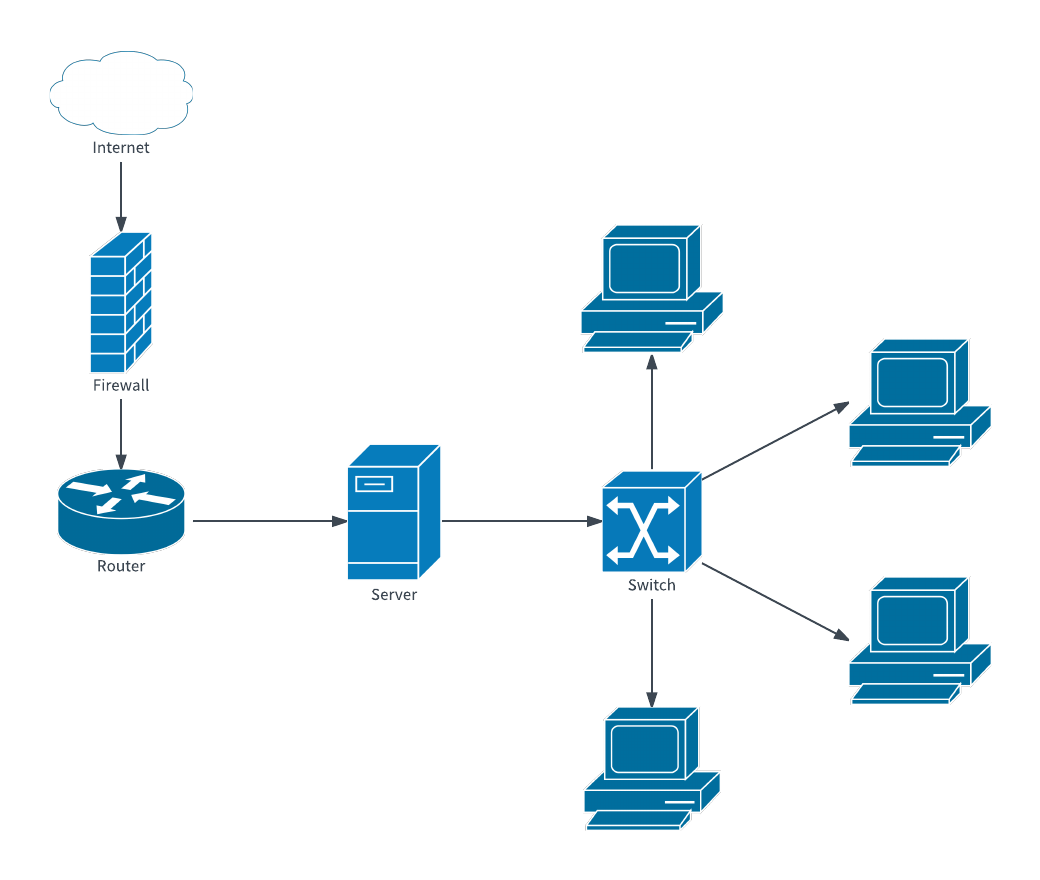 Internet
Firewall
Router
Server
Switch